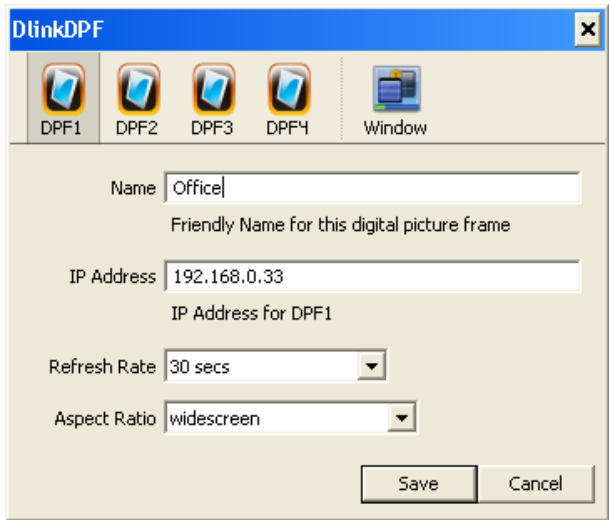 DlinkDPF
DPF1 DPF2 DPF3 DPF4 Window
Name Office
Friendly Name for this digital picture frame
IP Address 192.168.0.33
IP Address for DPF1
Refresh Rate 30 secs
Aspect Ratio widescreen
Save Cancel